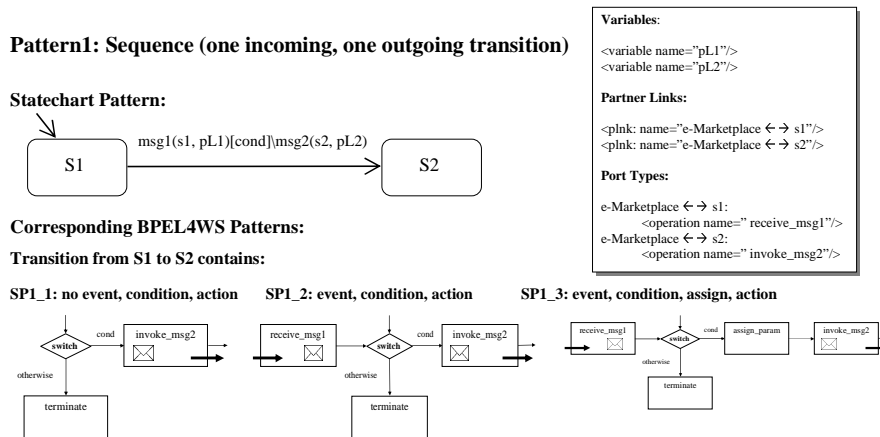 Pattern1: Sequence (one incoming, one outgoing transition)
Statechart Pattern:
msg1(s1, pL1)[cond]\msg2(s2, pL2)
S1
S2
Variables:
<variable name=”pL1”/>
<variable name=”pL2”/>
Partner Links:
<plnk: name=”e-Marketplace ←→ s1”/>
<plnk: name=”e-Marketplace ←→ s2”/>
Port Types:
e-Marketplace ←→ s1:
<operation name=” receive_msg1”/>
e-Marketplace ←→ s2:
<operation name=” invoke_msg2”/>
Corresponding BPEL4WS Patterns:
Transition from S1 to S2 contains:
SP1_1: no event, condition, action
switch
cond
invoke_msg2
otherwise
terminate
SP1_2: event, condition, action
receive_msg1
switch
cond
invoke_msg2
otherwise
terminate
SP1_3: event, condition, assign, action
receive_msg1
switch
cond
assign_param
invoke_msg2
otherwise
terminate